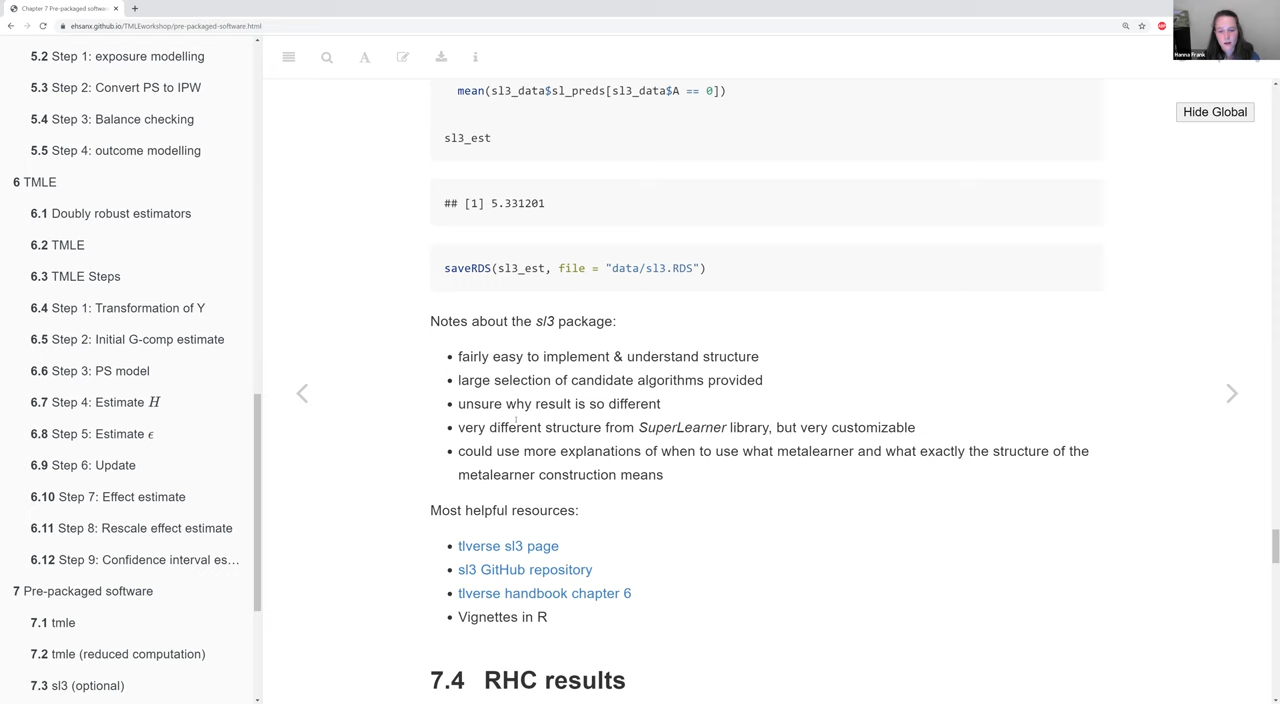 Chapter 7 Pre-packaged softwar
ehsanx.github.io/TMLEworkshop/pre-packaged-software.html
Hanna Frank
5.2 Step 1: exposure modelling
5.3 Step 2: Convert PS to IPW
5.4 Step 3: Balance checking
5.5 Step 4: outcome modelling
6 TMLE
6.1 Doubly robust estimators
6.2 TMLE
6.3 TMLE Steps
6.4 Step 1: Transformation of Y
6.5 Step 2: Initial G-comp estimate
6.6 Step 3: PS model
6.7 Step 4: Estimate H
6.8 Step 5: Estimate ϵ
6.9 Step 6: Update
6.10 Step 7: Effect estimate
6.11 Step 8: Rescale effect estimate
6.12 Step 9: Confidence interval es…
7 Pre-packaged software
7.1 tmle
7.2 tmle (reduced computation)
7.3 sl3 (optional)
Hide Global
mean(sl3_data$sl_preds[sl3_data$A == 0])
sl3_est
## [1] 5.331201
saveRDS(sl3_est, file = "data/sl3.RDS")
Notes about the sl3 package:
• fairly easy to implement & understand structure
• large selection of candidate algorithms provided
• unsure why result is so different
• very different structure from SuperLearner library, but very customizable
• could use more explanations of when to use what metalearner and what exactly the structure of the
metalearner construction means
Most helpful resources:
• tlverse sl3 page
• sl3 GitHub repository
• tlverse handbook chapter 6
• Vignettes in R
7.4 RHC results